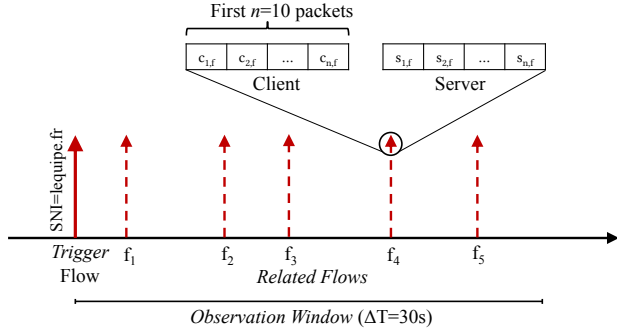 First n=10 packets
c1,f c2,f ... cn,f
s1,f s2,f ... sn,f
Client
Server
SNI=lequipe.fr
Trigger
Flow
f1 f2 f3 f4 f5
Related Flows
Observation Window (ΔT=30s)